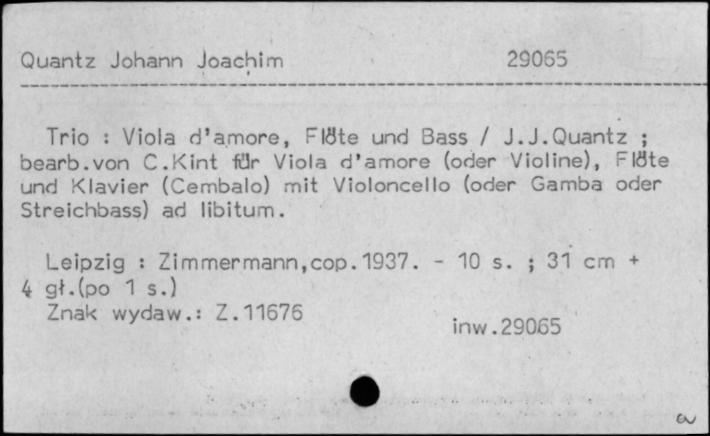 Quantz Johann Joachim 29065
Trio : Viola d'amore, Flöte und Bass / J.J.Quantz ;
bearb.von C.Kint für Viola d'amore (oder Violine), Flöte
und Klavier (Cembalo) mit Violoncello (oder Gamba oder
Streichbass) ad libitum.
Leipzig : Zimmermann,cop.1937. - 10 s. ; 31 cm +
4 gł.(po 1 s.)
Znak wydaw.: Z.11676
inw.29065